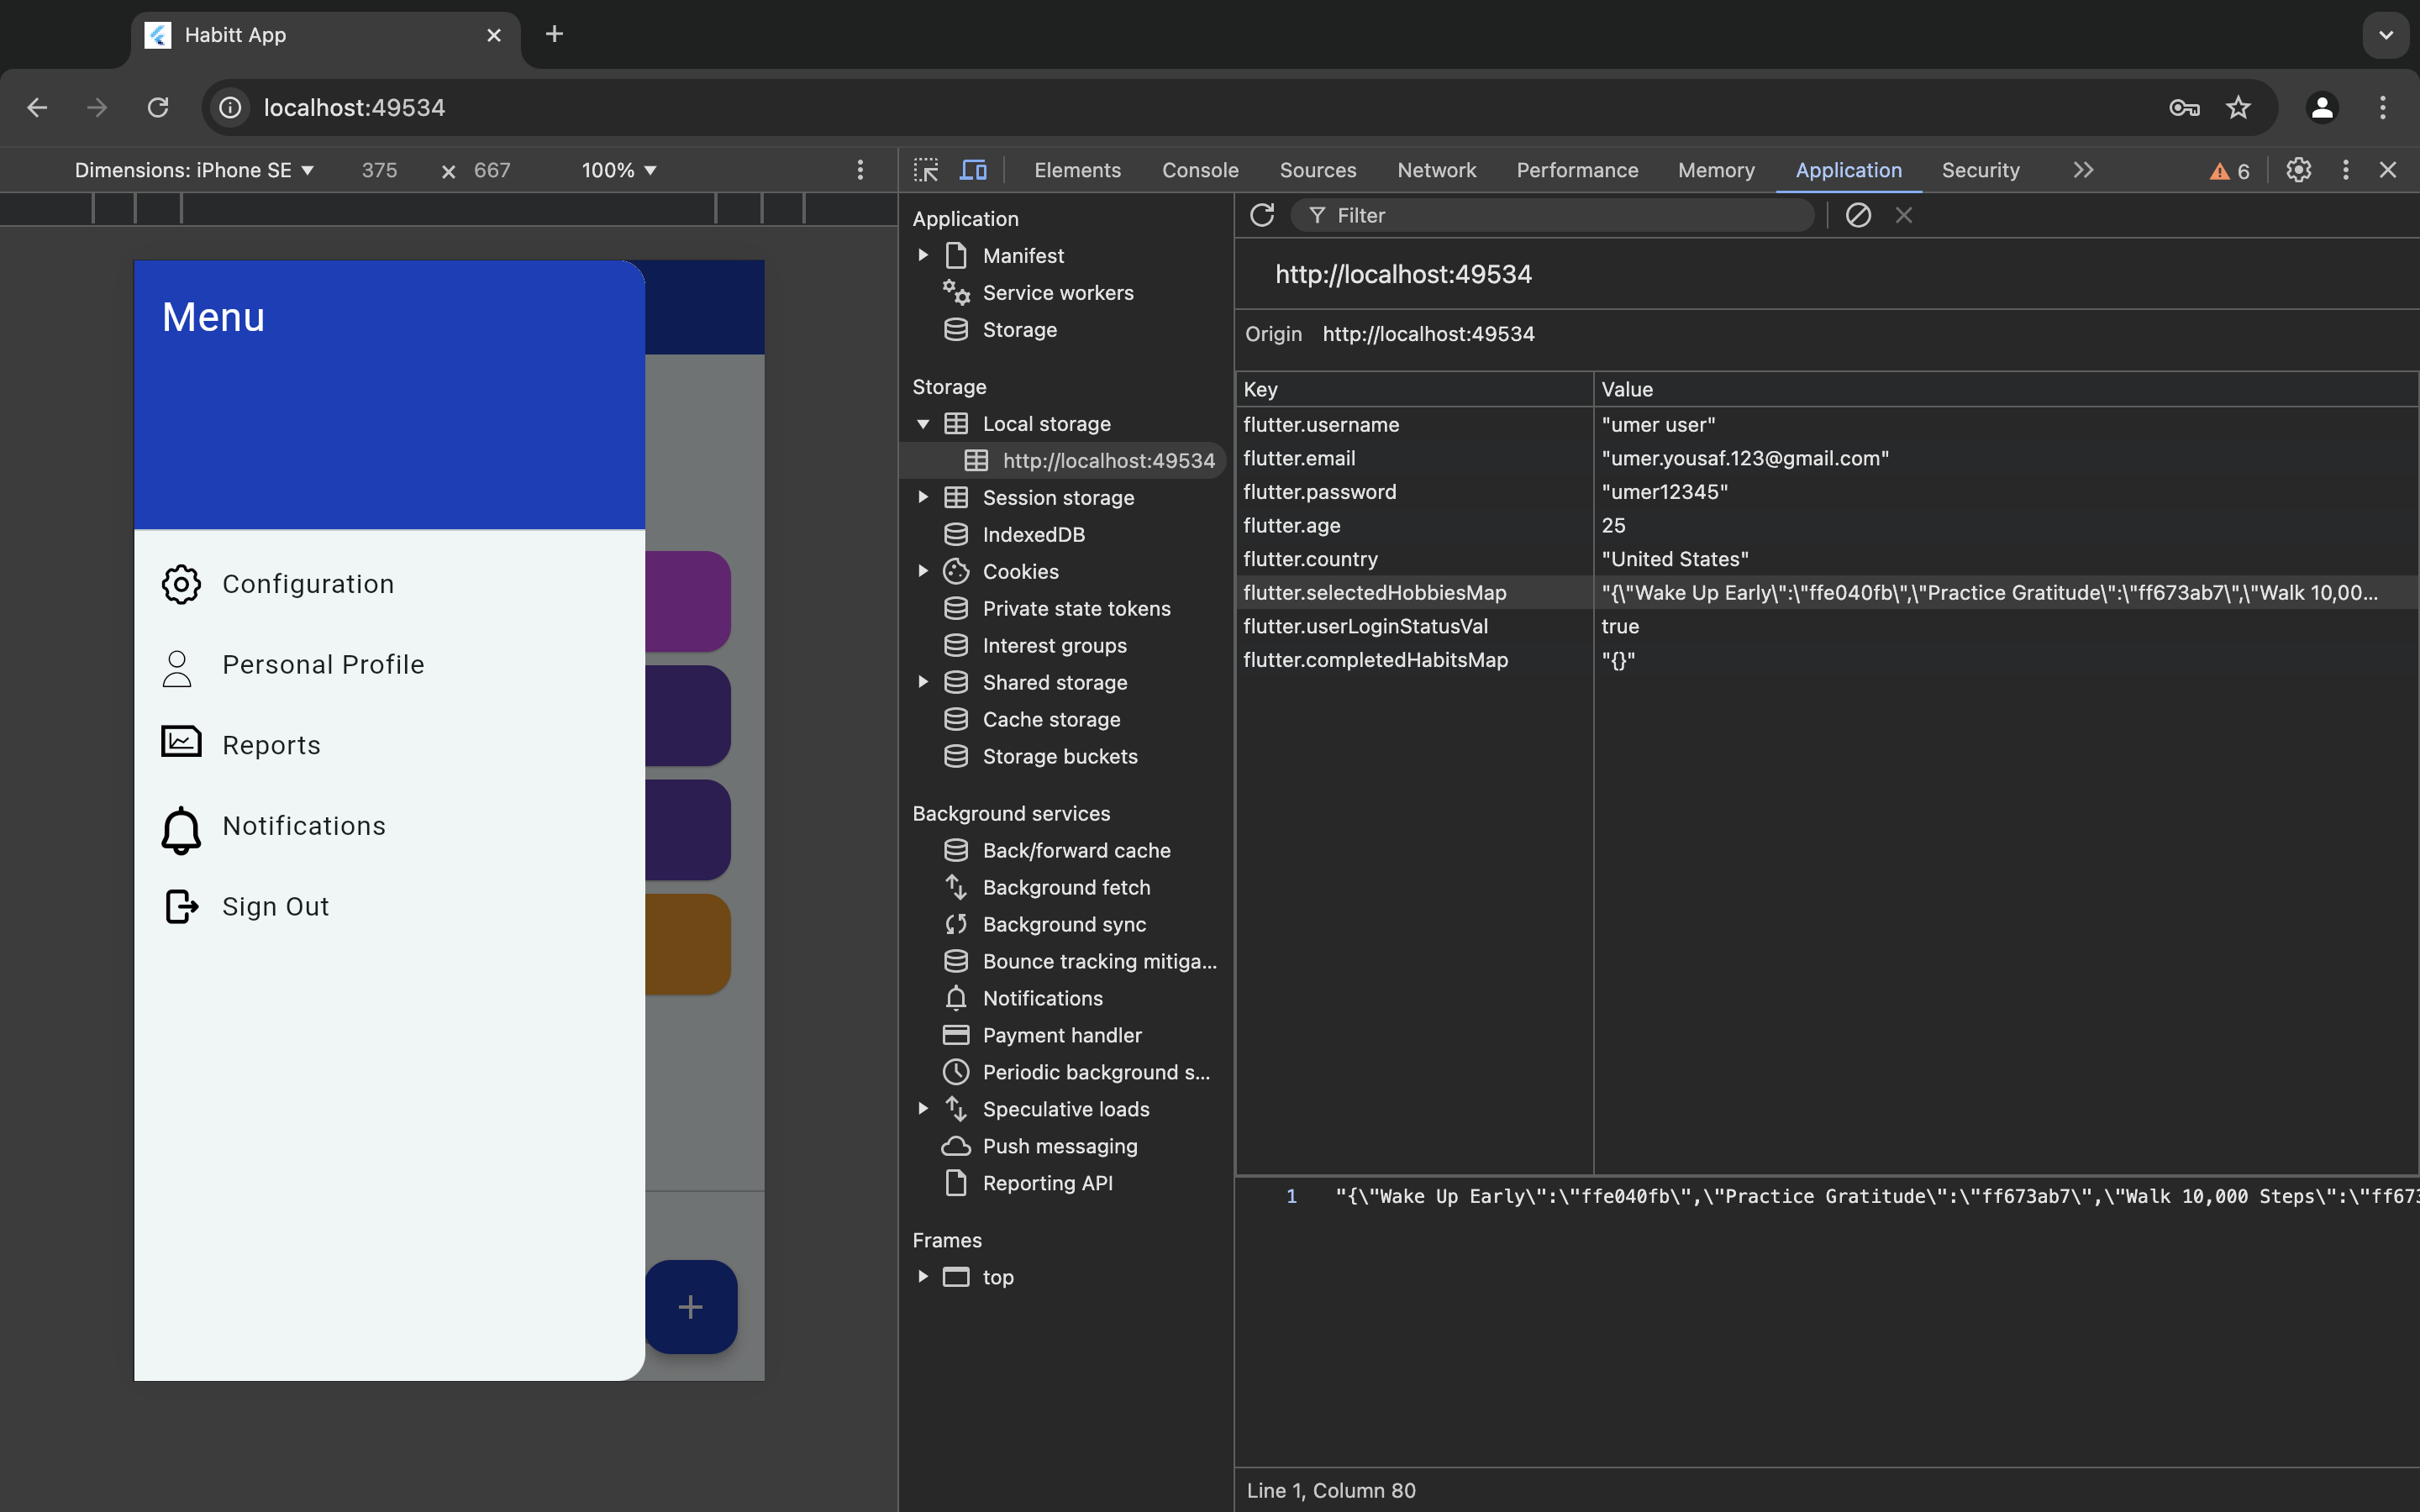 Habitt App
localhost:49534
Dimensions: iPhone SE
375 × 667
100%
Elements
Console
Sources
Network
Performance
Memory
Application
Security
6
Menu
Configuration
Personal Profile
Reports
Notifications
Sign Out
Application
Manifest
Service workers
Storage
Storage
Local storage
http://localhost:49534
Session storage
IndexedDB
Cookies
Private state tokens
Interest groups
Shared storage
Cache storage
Storage buckets
Background services
Back/forward cache
Background fetch
Background sync
Bounce tracking mitiga...
Notifications
Payment handler
Periodic background s...
Speculative loads
Push messaging
Reporting API
Frames
top
Filter
http://localhost:49534
Origin http://localhost:49534
Key Value
flutter.username "umer user"
flutter.email "umer.yousaf.123@gmail.com"
flutter.password "umer12345"
flutter.age 25
flutter.country "United States"
flutter.selectedHobbiesMap "{\"Wake Up Early\":\"ffe040fb\",\"Practice Gratitude\":\"ff673ab7\",\"Walk 10,00...
flutter.userLoginStatusVal true
flutter.completedHabitsMap "{}"
1 "{\"Wake Up Early\":\"ffe040fb\",\"Practice Gratitude\":\"ff673ab7\",\"Walk 10,000 Steps\":\"ff673
Line 1, Column 80